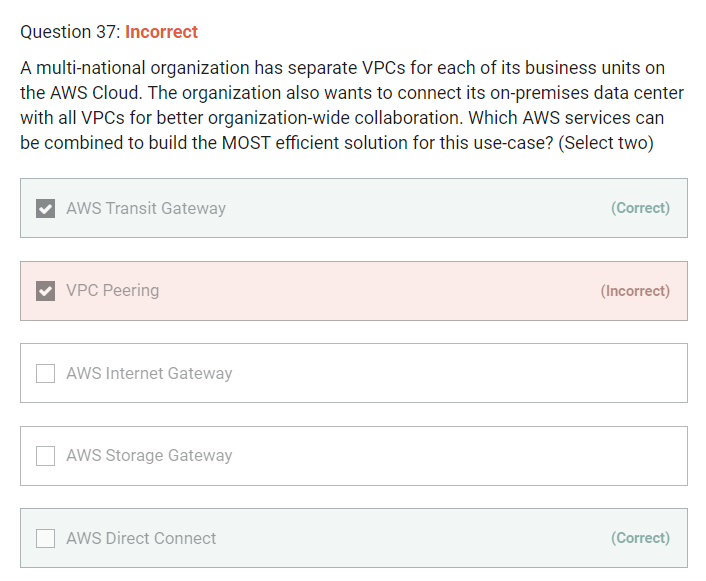 Question 37: Incorrect
A multi-national organization has separate VPCs for each of its business units on
the AWS Cloud. The organization also wants to connect its on-premises data center
with all VPCs for better organization-wide collaboration. Which AWS services can
be combined to build the MOST efficient solution for this use-case? (Select two)
AWS Transit Gateway (Correct)
VPC Peering (Incorrect)
AWS Internet Gateway
AWS Storage Gateway
AWS Direct Connect (Correct)